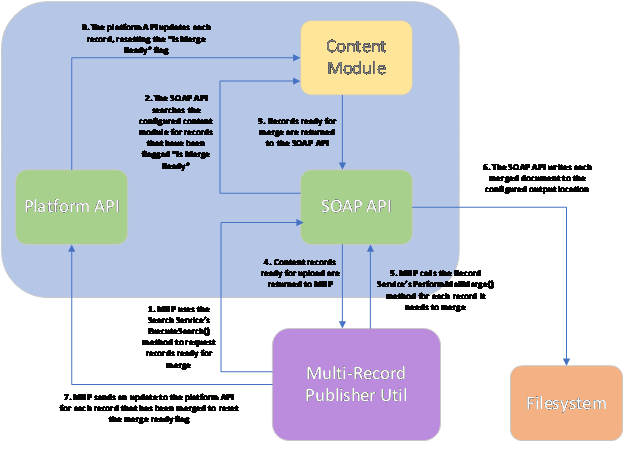 8. The platform API updates each
record, resetting the "Is Merge
Ready" flag
Content
Module
2. The SOAP API
searches the
configured content
module for records
that have been
flagged "Is Merge
Ready"
3. Records ready for
merge are returned
to the SOAP API
6. The SOAP API writes each
merged document to the
configured output location
Platform API
SOAP API
4. Content records
ready for upload are
returned to MRP
5. MRP calls the Record
Service's PerformMailMerge()
method for each record it
needs to merge
1. MRP uses the
Search Service's
ExecuteSearch()
method to request
records ready for
merge
Multi-Record
Publisher Util
Filesystem
7. MRP sends an update to the platform API
for each record that has been merged to reset
the merge ready flag